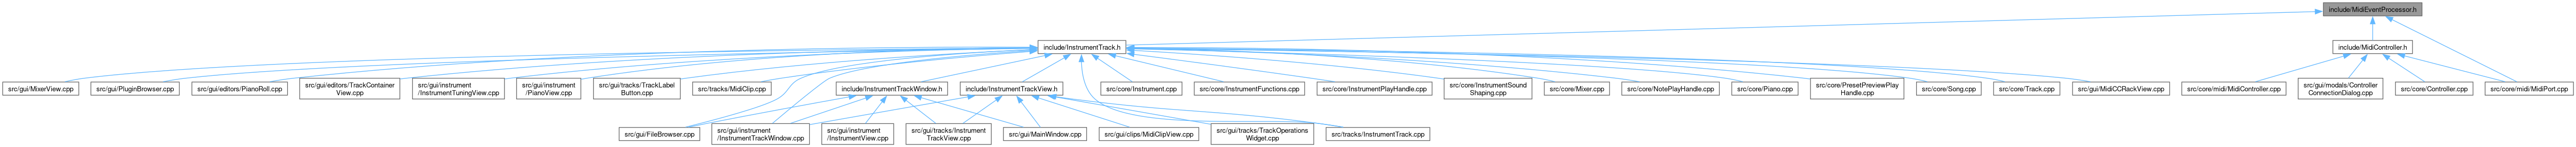 include/MidiEventProcessor.h
include/InstrumentTrack.h
include/MidiController.h
src/gui/MixerView.cpp
src/gui/PluginBrowser.cpp
src/gui/editors/PianoRoll.cpp
src/gui/editors/TrackContainer
View.cpp
src/gui/instrument
/InstrumentTuningView.cpp
src/gui/instrument
/PianoView.cpp
src/gui/tracks/TrackLabel
Button.cpp
src/tracks/MidiClip.cpp
include/InstrumentTrackWindow.h
include/InstrumentTrackView.h
src/core/Instrument.cpp
src/core/InstrumentFunctions.cpp
src/core/InstrumentPlayHandle.cpp
src/core/InstrumentSound
Shaping.cpp
src/core/Mixer.cpp
src/core/NotePlayHandle.cpp
src/core/Piano.cpp
src/core/PresetPreviewPlay
Handle.cpp
src/core/Song.cpp
src/core/Track.cpp
src/gui/MidiCCRackView.cpp
src/core/midi/MidiController.cpp
src/gui/modals/Controller
ConnectionDialog.cpp
src/core/Controller.cpp
src/core/midi/MidiPort.cpp
src/gui/FileBrowser.cpp
src/gui/instrument
/InstrumentTrackWindow.cpp
src/gui/instrument
/InstrumentView.cpp
src/gui/tracks/Instrument
TrackView.cpp
src/gui/MainWindow.cpp
src/gui/clips/MidiClipView.cpp
src/gui/tracks/TrackOperations
Widget.cpp
src/tracks/InstrumentTrack.cpp